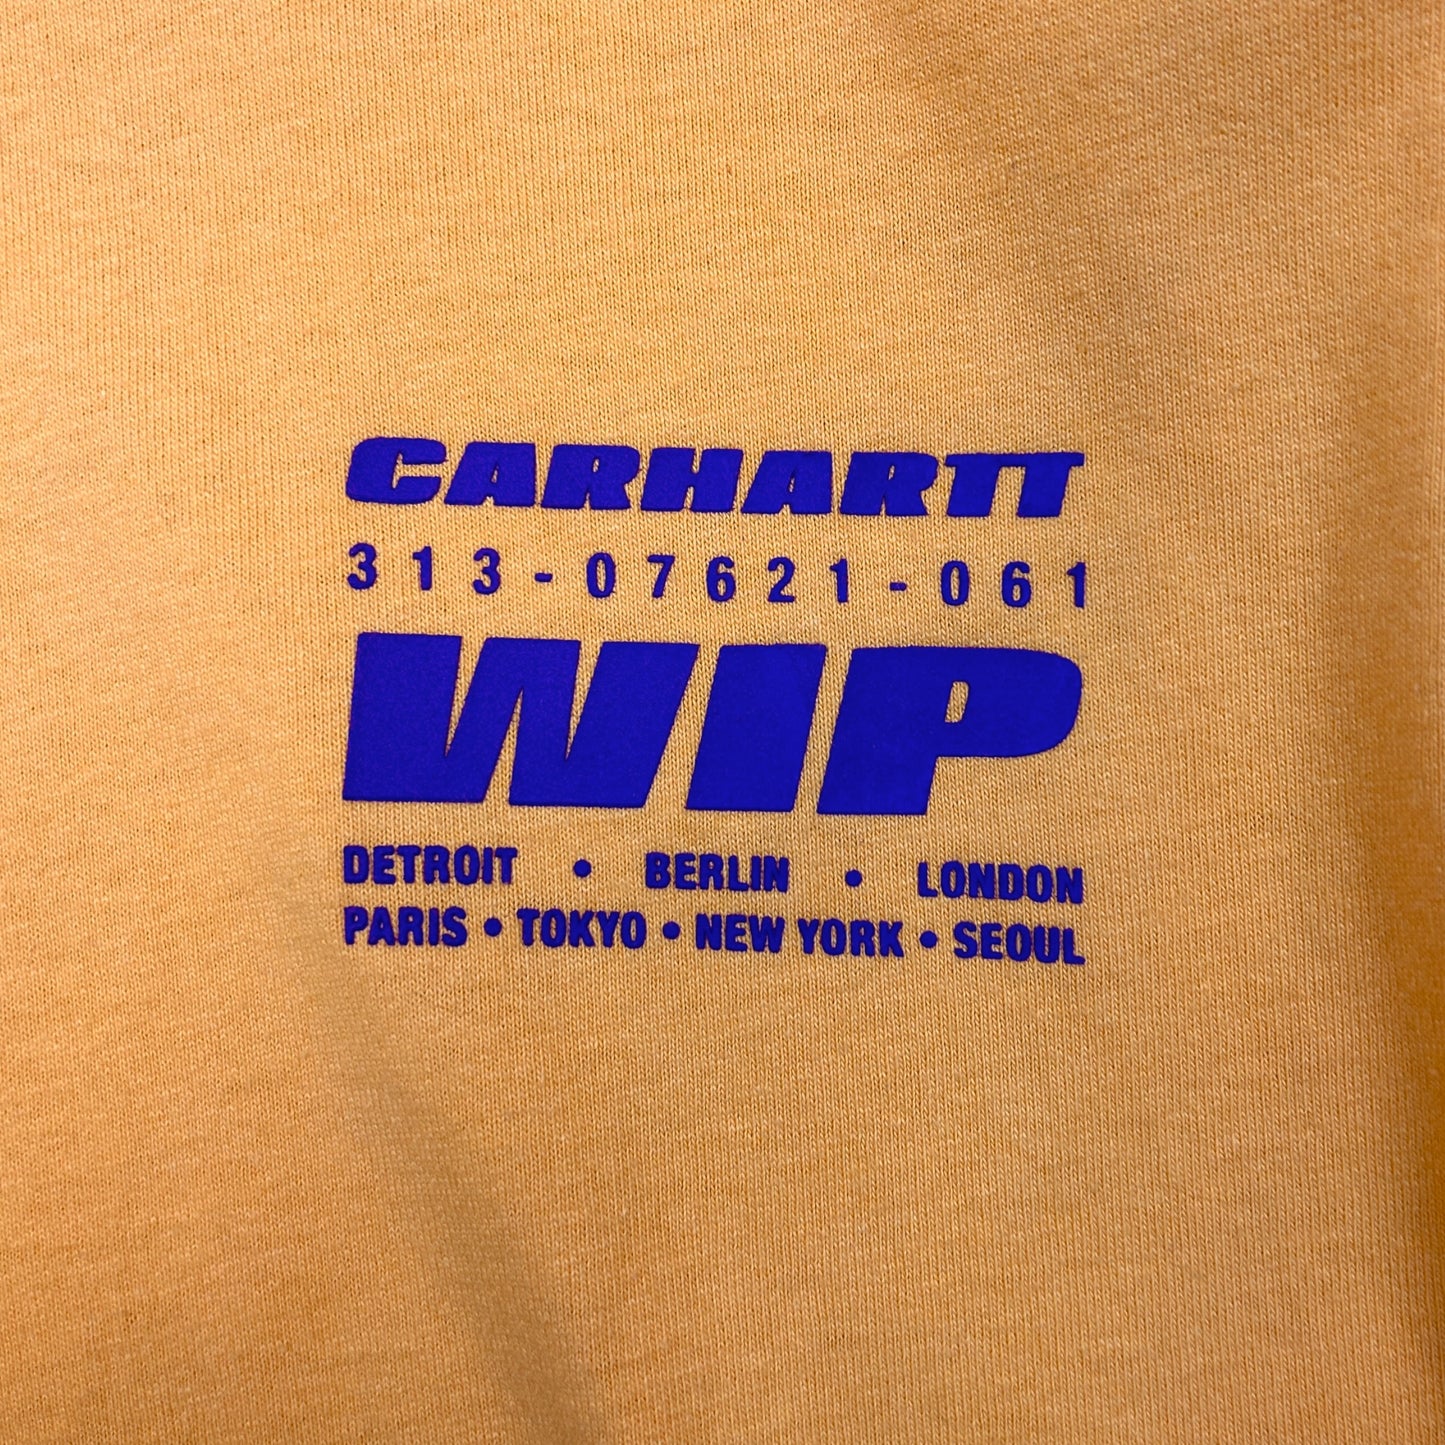 CARHARTT
313-07621-061
WIP
DETROIT • BERLIN • LONDON
PARIS • TOKYO • NEW YORK • SEOUL